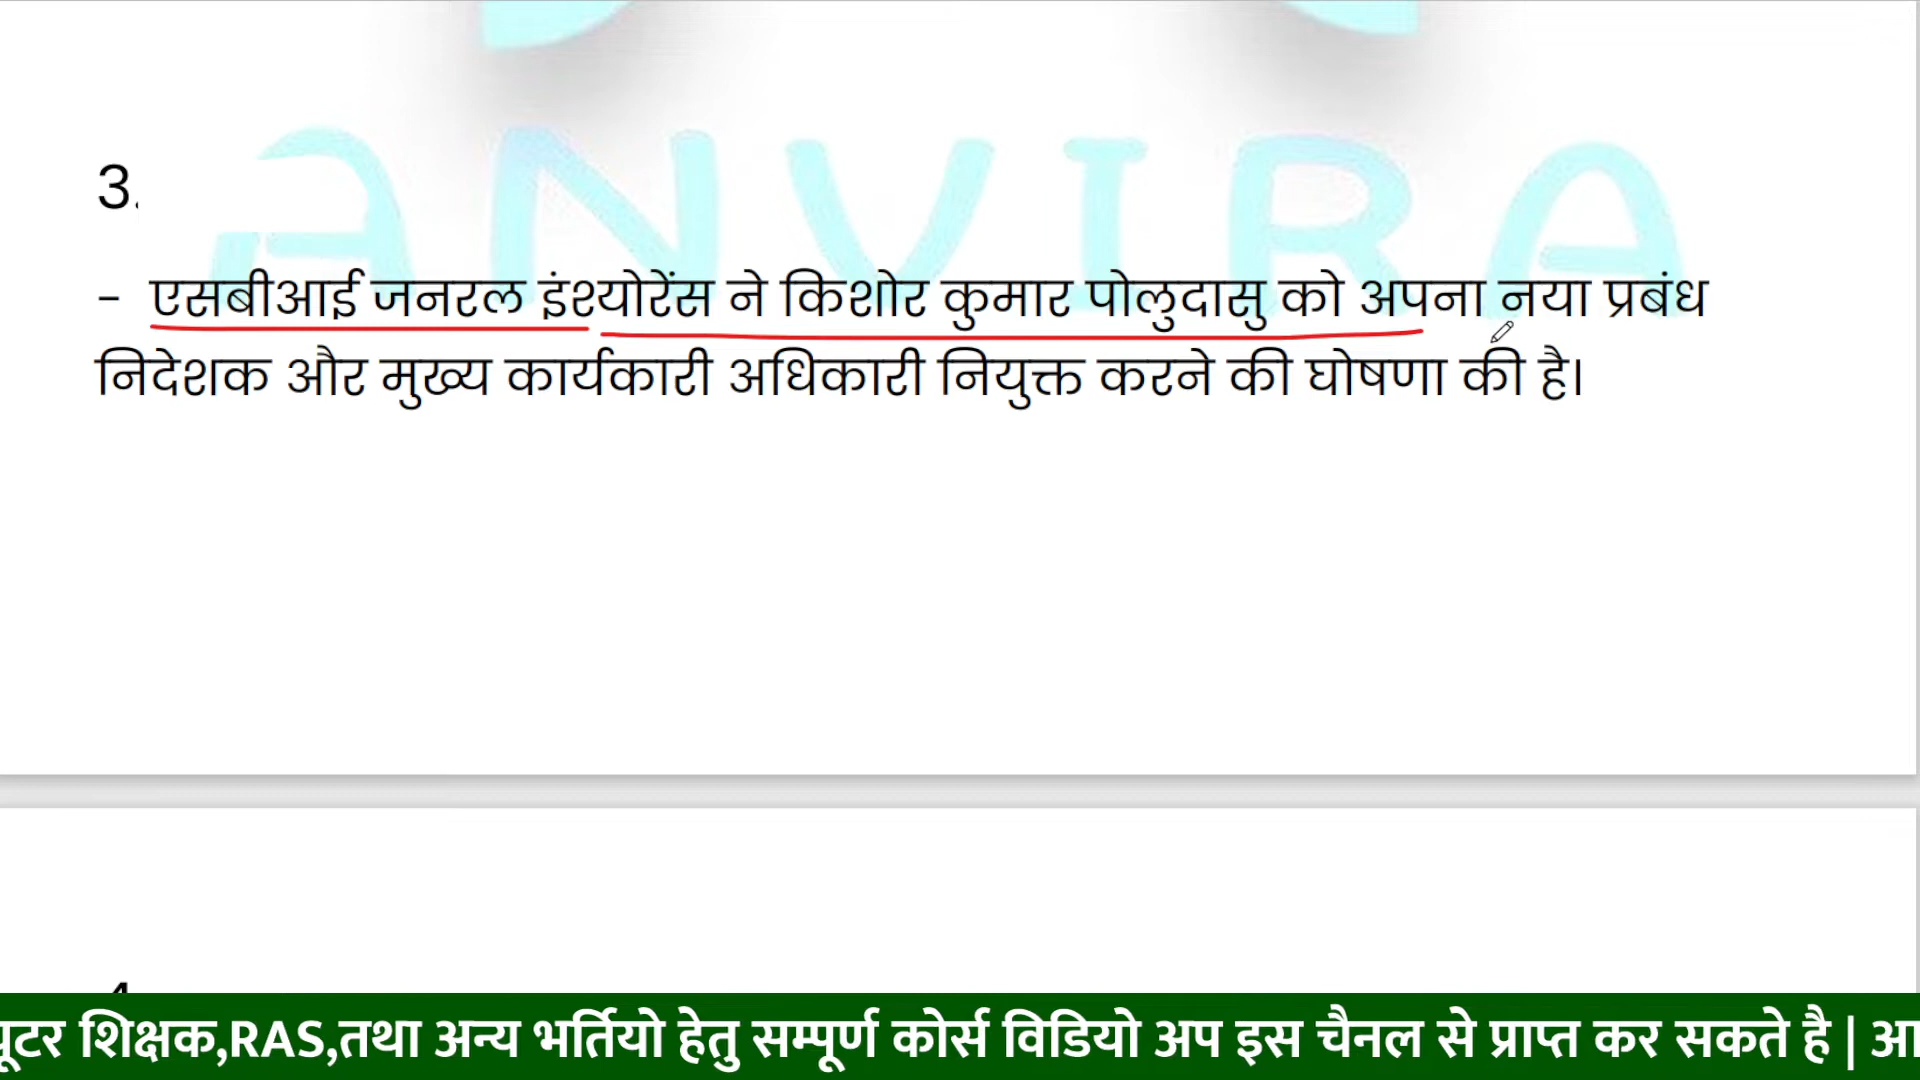 ANVIRA
3.
- एसबीआई जनरल इंश्योरेंस ने किशोर कुमार पोलुदासु को अपना नया प्रबंध
निदेशक और मुख्य कार्यकारी अधिकारी नियुक्त करने की घोषणा की है।
शिक्षक,RAS,तथा अन्य भर्तियो हेतु सम्पूर्ण कोर्स विडियो अप इस चैनल से प्राप्त कर सकते है |